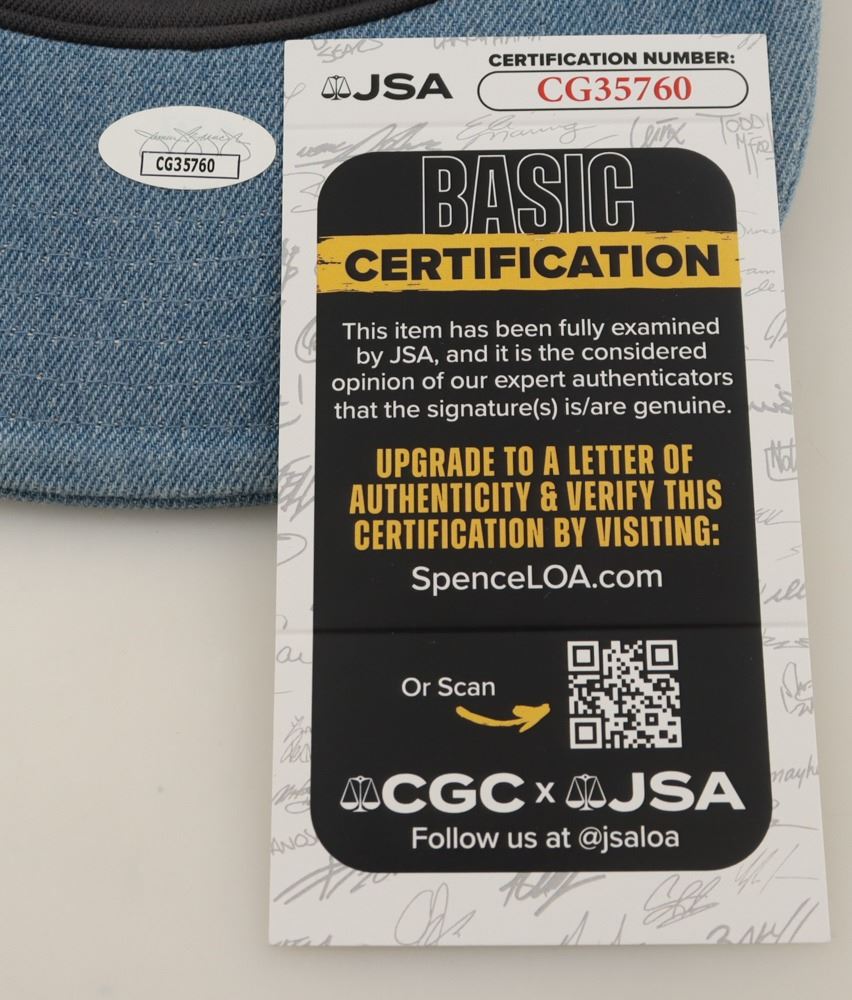 JSA
CERTIFICATION NUMBER:
CG35760
CG35760
BASIC
CERTIFICATION
This item has been fully examined
by JSA, and it is the considered
opinion of our expert authenticators
that the signature(s) is/are genuine.
UPGRADE TO A LETTER OF
AUTHENTICITY & VERIFY THIS
CERTIFICATION BY VISITING:
SpenceLOA.com
Or Scan
CGC x JSA
Follow us at @jsaloa